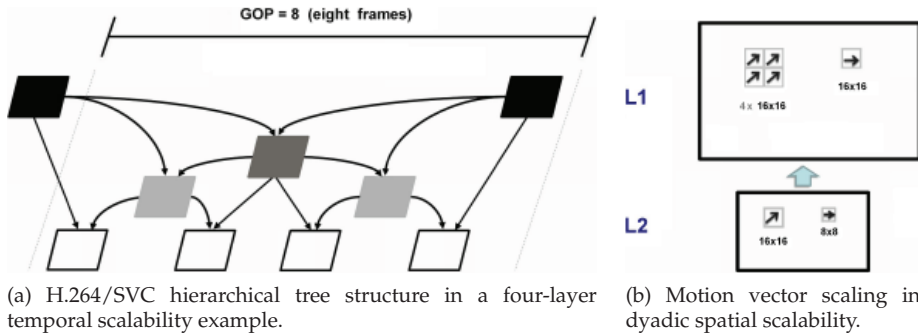 GOP = 8 (eight frames)
L1
4x 16x16
16x16
L2
16x16
8x8
(a) H.264/SVC hierarchical tree structure in a four-layer
temporal scalability example.
(b) Motion vector scaling in
dyadic spatial scalability.